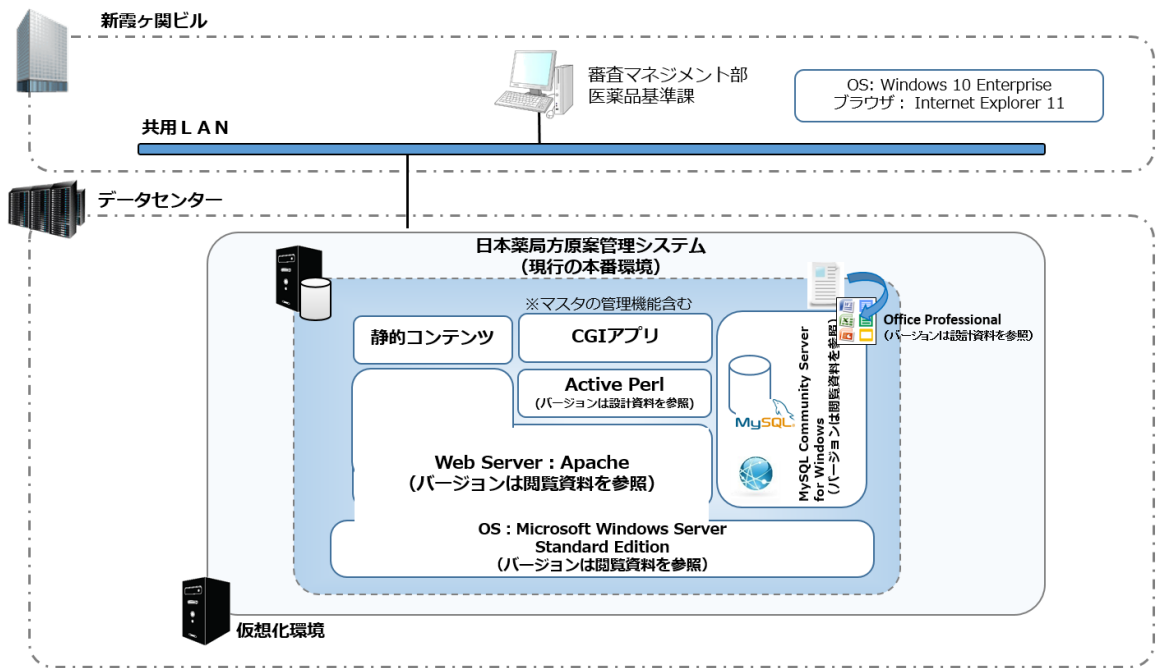 新霞ヶ関ビル
審査マネジメント部
医薬品基準課
OS: Windows 10 Enterprise
ブラウザ： Internet Explorer 11
共用ＬＡＮ
データセンター
日本薬局方原案管理システム
（現行の本番環境）
※マスタの管理機能含む
静的コンテンツ
CGIアプリ
Active Perl
(バージョンは設計資料を参照)
Web Server：Apache
（バージョンは閲覧資料を参照）
MySQL
MySQL Community Server
for Windows
（バージョンは閲覧資料を参照）
Office Professional
（バージョンは設計資料を参照）
OS：Microsoft Windows Server
Standard Edition
（バージョンは閲覧資料を参照）
仮想化環境